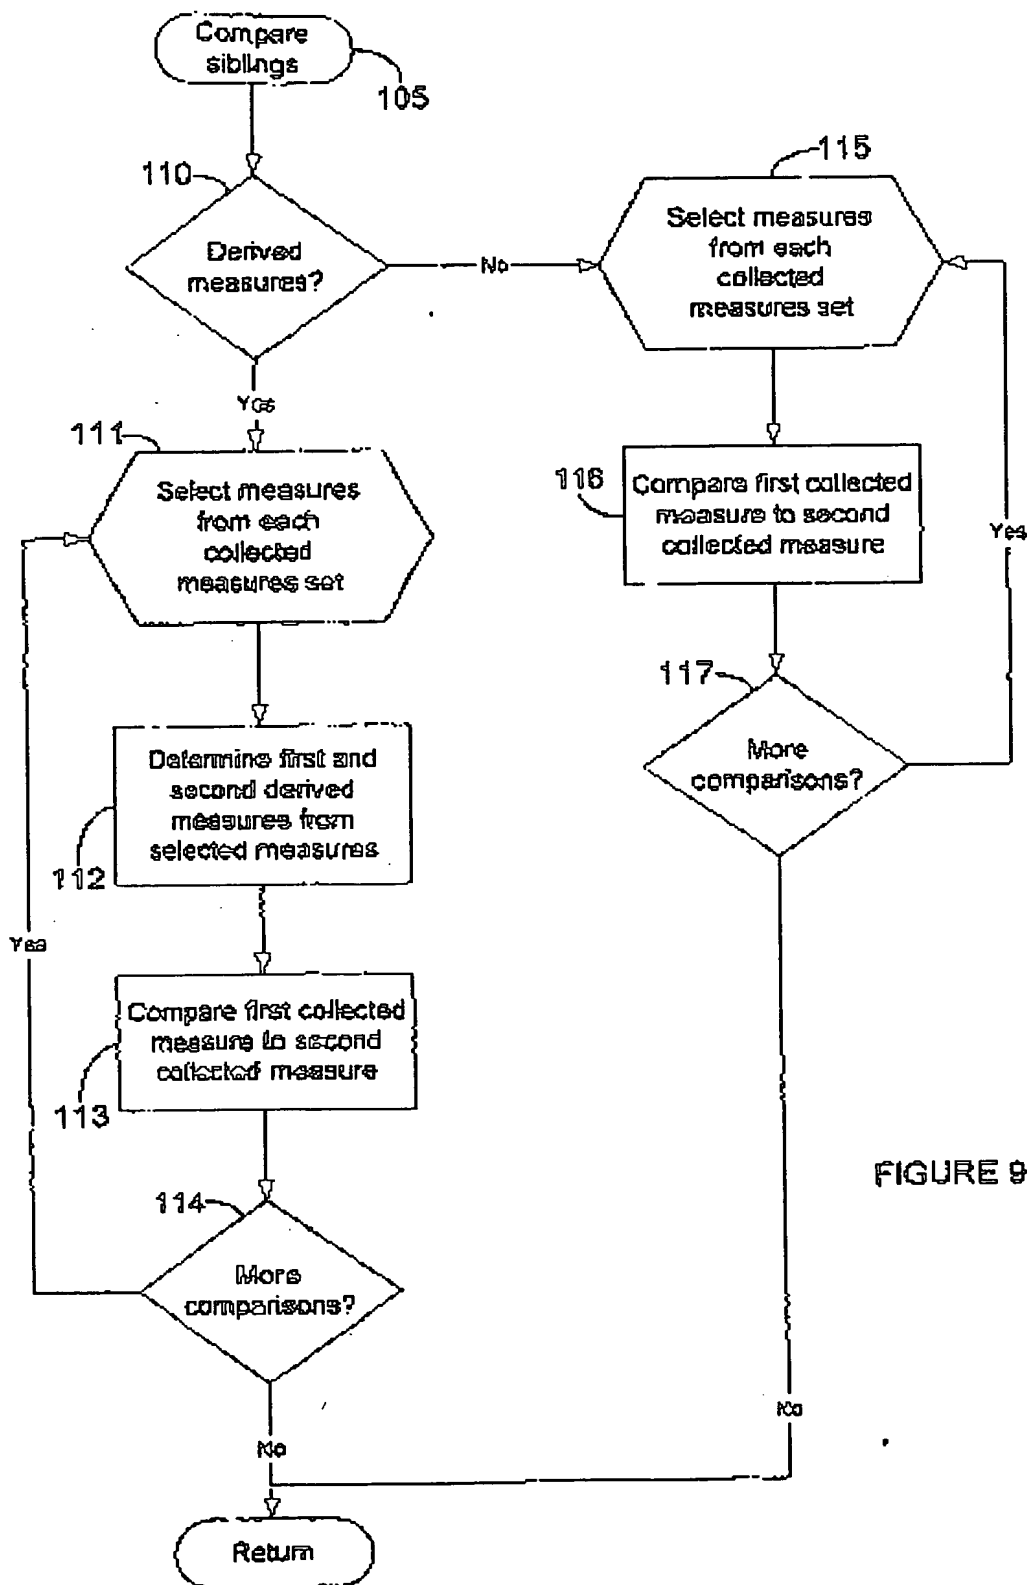 Compare
siblings
105
110
Derived
measures?
No
Yes
115
Select measures
from each
collected
measures set
116
Compare first collected
measure to second
collected measure
Yes
117
More
comparisons?
No
111
Select measures
from each
collected
measures set
Determine first and
second derived
measures from
selected measures
112
Yes
Compare first collected
measure to second
collected measure
113
114
More
comparisons?
No
Return
FIGURE 9